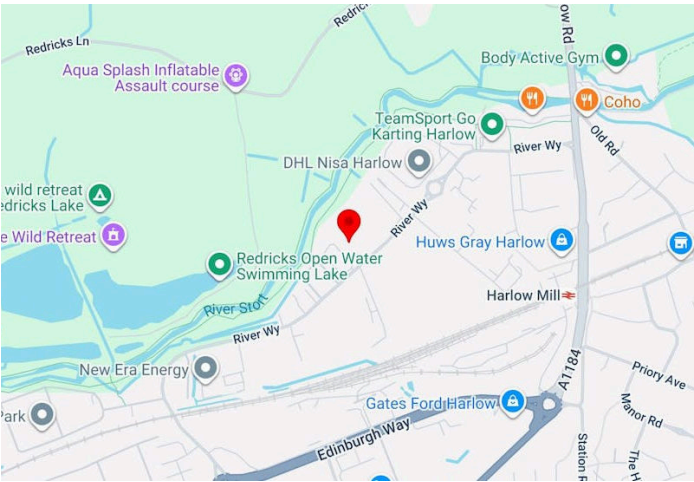 Redricks
ow Rd
Redricks Ln
Body Active Gym
Aqua Splash Inflatable
Assault course
Coho
TeamSport Go
Karting Harlow
Old Rd
River Wy
DHL Nisa Harlow
wild retreat
edricks Lake
River Wy
e Wild Retreat
Huws Gray Harlow
Redricks Open Water
Swimming Lake
Harlow Mill
River Stort
River Wy
New Era Energy
A1184
Priory Ave
Gates Ford Harlow
Park
Manor Rd
Edinburgh Way
Station R
The H